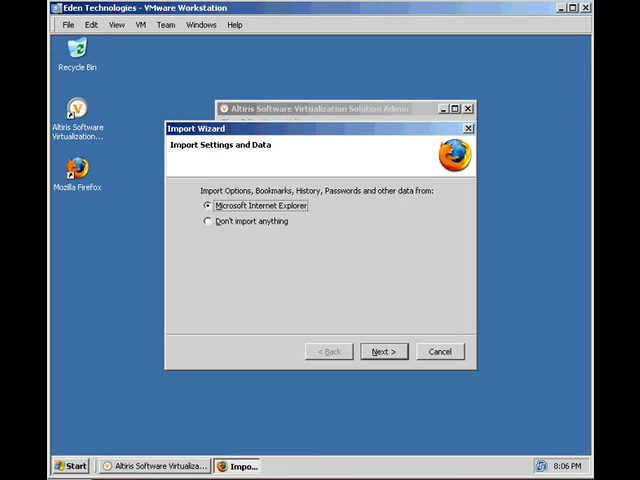 Eden Technologies - VMware Workstation
File Edit View VM Team Windows Help
Recycle Bin
Altiris Software Virtualization Solution Admin
Altiris Software
Virtualization...
Mozilla Firefox
Import Wizard
Import Settings and Data
Import Options, Bookmarks, History, Passwords and other data from:
Microsoft Internet Explorer
Don't import anything
< Back Next > Cancel
Start Altiris Software Virtualiza... Impo... 8:06 PM